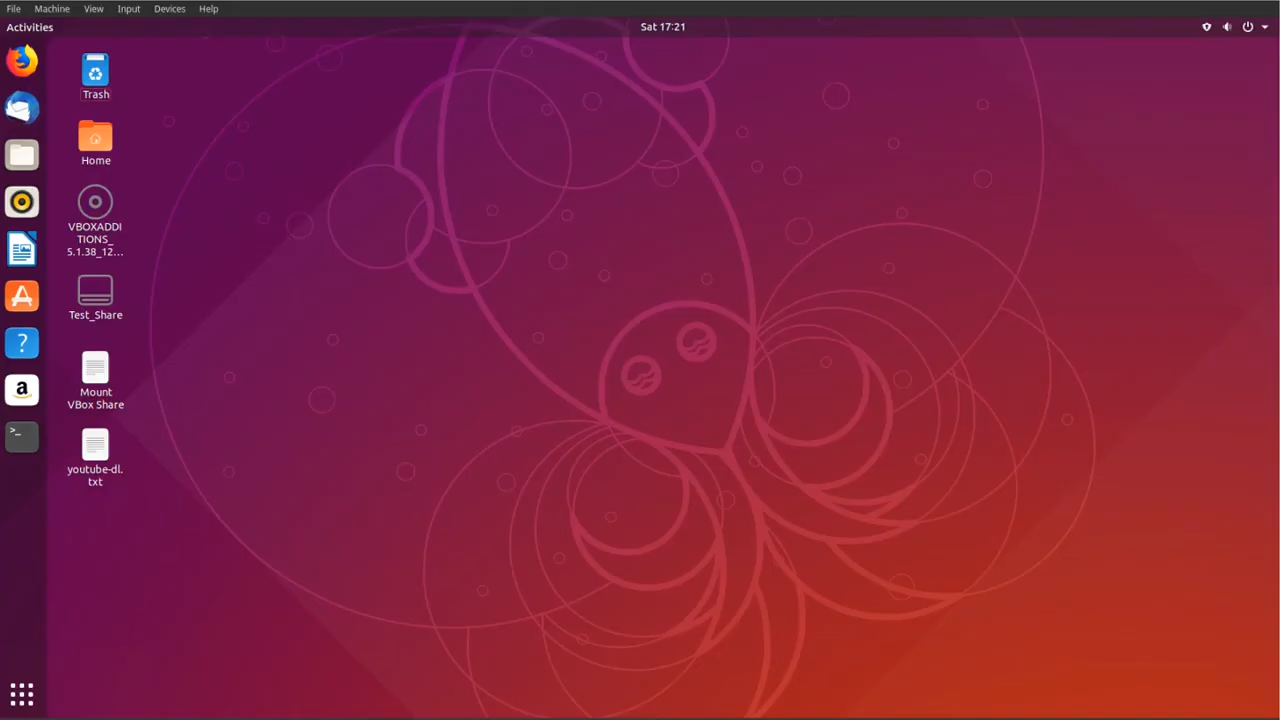 File Machine View Input Devices Help
Activities
Sat 17:21
Trash
Home
VBOXADDI
TIONS_
5.1.38_12...
Test_Share
Mount
VBox Share
youtube-dl.
txt